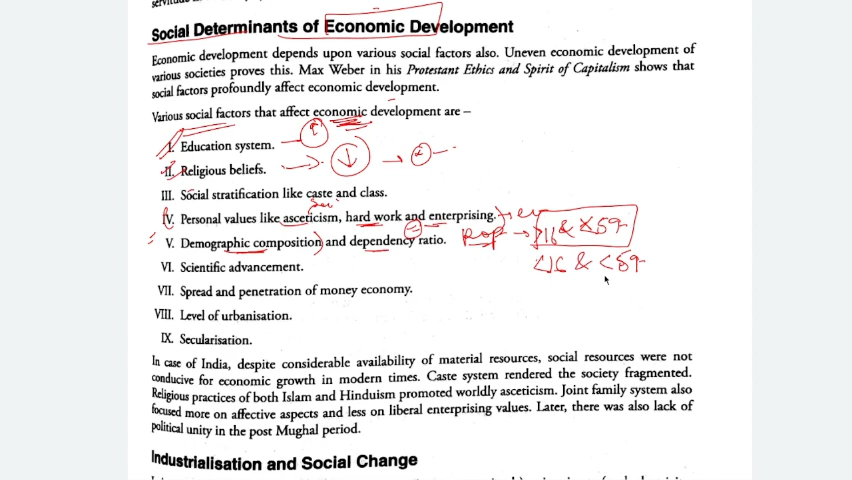 Social Determinants of Economic Development
Economic development depends upon various social factors also. Uneven economic development of
various societies proves this. Max Weber in his Protestant Ethics and Spirit of Capitalism shows that
social factors profoundly affect economic development.
Various social factors that affect economic development are –
I. Education system.
II. Religious beliefs.
III. Social stratification like caste and class.
IV. Personal values like asceticism, hard work and enterprising.
V. Demographic composition and dependency ratio. Pop → >16 & <59
<16 & <59
VI. Scientific advancement.
VII. Spread and penetration of money economy.
VIII. Level of urbanisation.
IX. Secularisation.
In case of India, despite considerable availability of material resources, social resources were not
conducive for economic growth in modern times. Caste system rendered the society fragmented.
Religious practices of both Islam and Hinduism promoted worldly asceticism. Joint family system also
focused more on affective aspects and less on liberal enterprising values. Later, there was also lack of
political unity in the post Mughal period.
Industrialisation and Social Change